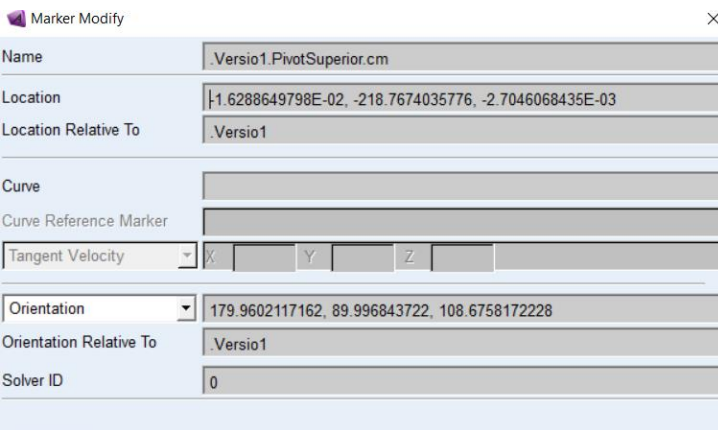 Marker Modify
Name .Versio1.PivotSuperior.cm
Location -1.6288649798E-02, -218.7674035776, -2.7046068435E-03
Location Relative To .Versio1
Curve
Curve Reference Marker
Tangent Velocity X Y Z
Orientation 179.9602117162, 89.996843722, 108.6758172228
Orientation Relative To .Versio1
Solver ID 0